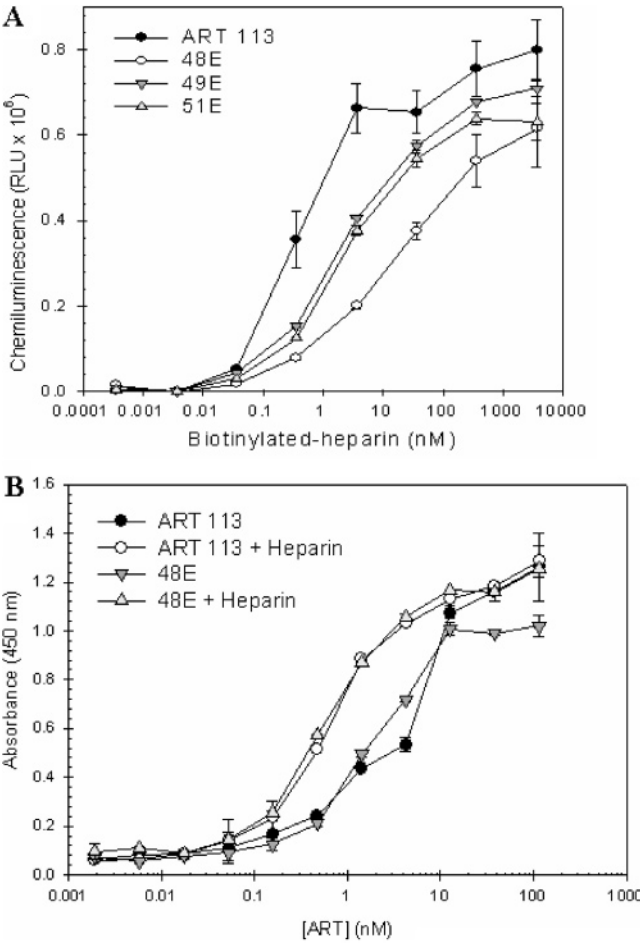 A
0.8
0.6
0.4
0.2
0.0
Chemiluminescence (RLU x 10⁶)
ART 113
48E
49E
51E
0.0001 0.001 0.01 0.1 1 10 100 1000 10000
Biotinylated-heparin (nM)
B
1.6
1.4
1.2
1.0
0.8
0.6
0.4
0.2
0.0
Absorbance (450 nm)
ART 113
ART 113 + Heparin
48E
48E + Heparin
0.001 0.01 0.1 1 10 100 1000
[ART] (nM)